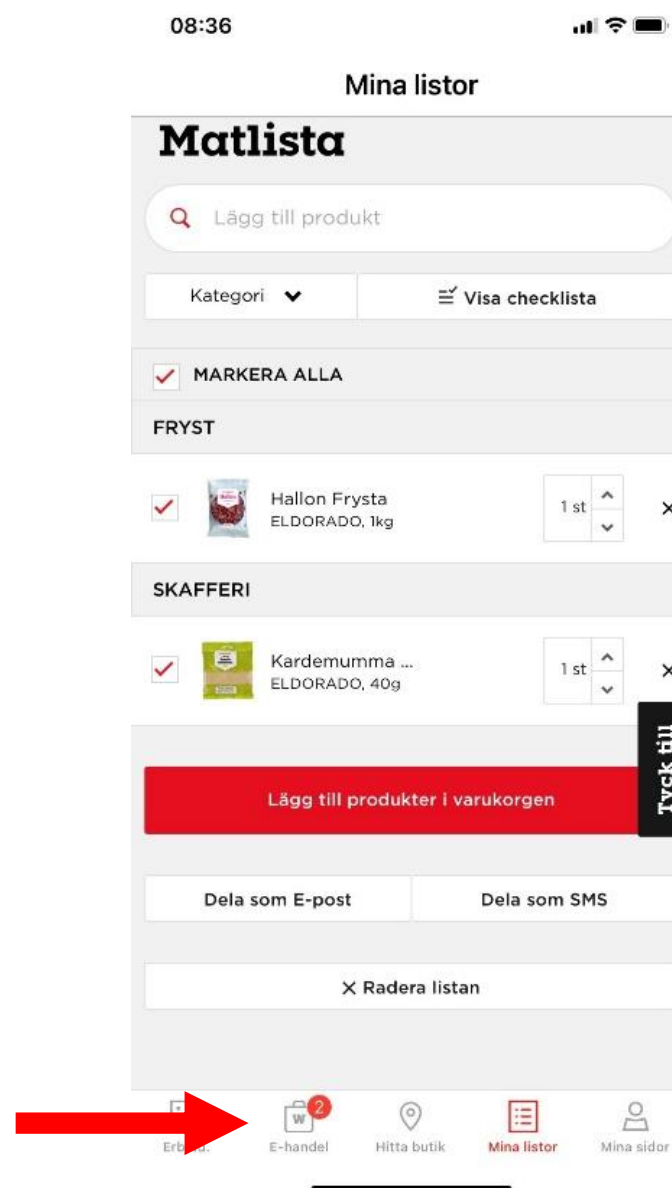 08:36
Mina listor
Matlista
Lägg till produkt
Kategori
Visa checklista
MARKERA ALLA
FRYST
Hallon Frysta
ELDORADO, 1kg
1 st
SKAFFERI
Kardemumma ...
ELDORADO, 40g
1 st
Tyck till
Lägg till produkter i varukorgen
Dela som E-post
Dela som SMS
Radera listan
W
2
E-handel
Hitta butik
Mina listor
Mina sidor